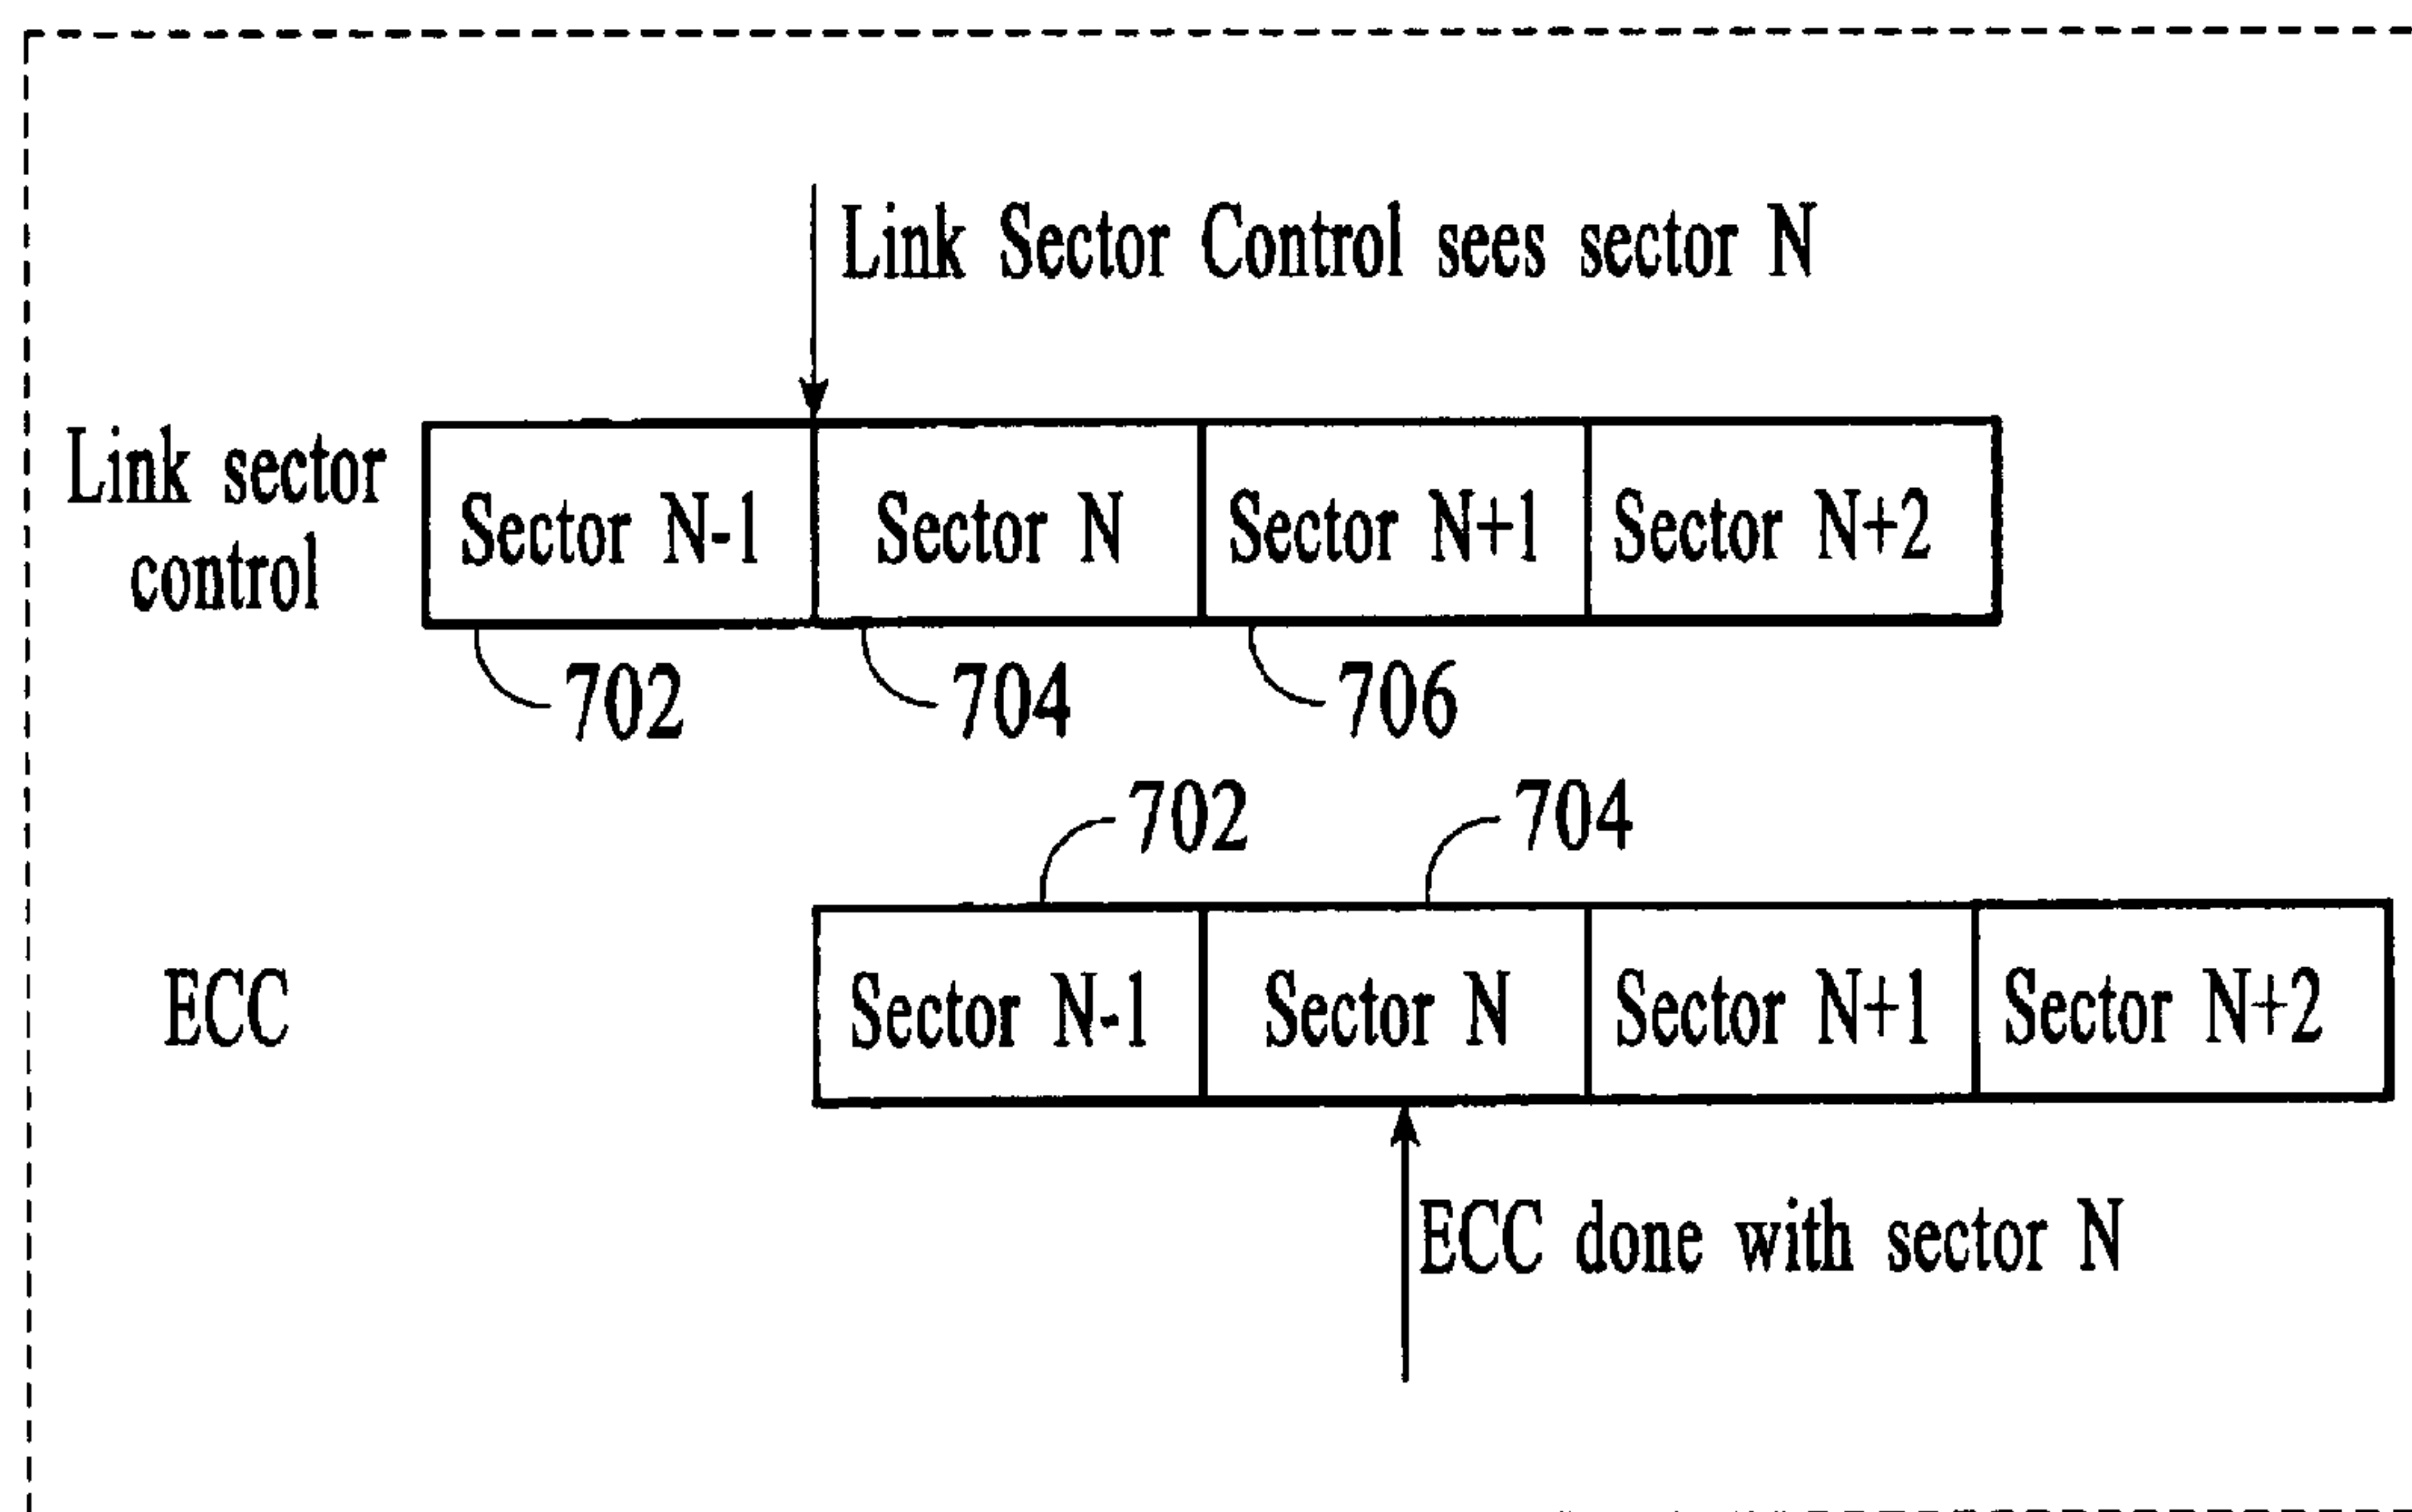 Link Sector Control sees sector N
Link sector
control
Sector N-1
Sector N
Sector N+1
Sector N+2
702
704
706
702
704
ECC
Sector N-1
Sector N
Sector N+1
Sector N+2
ECC done with sector N